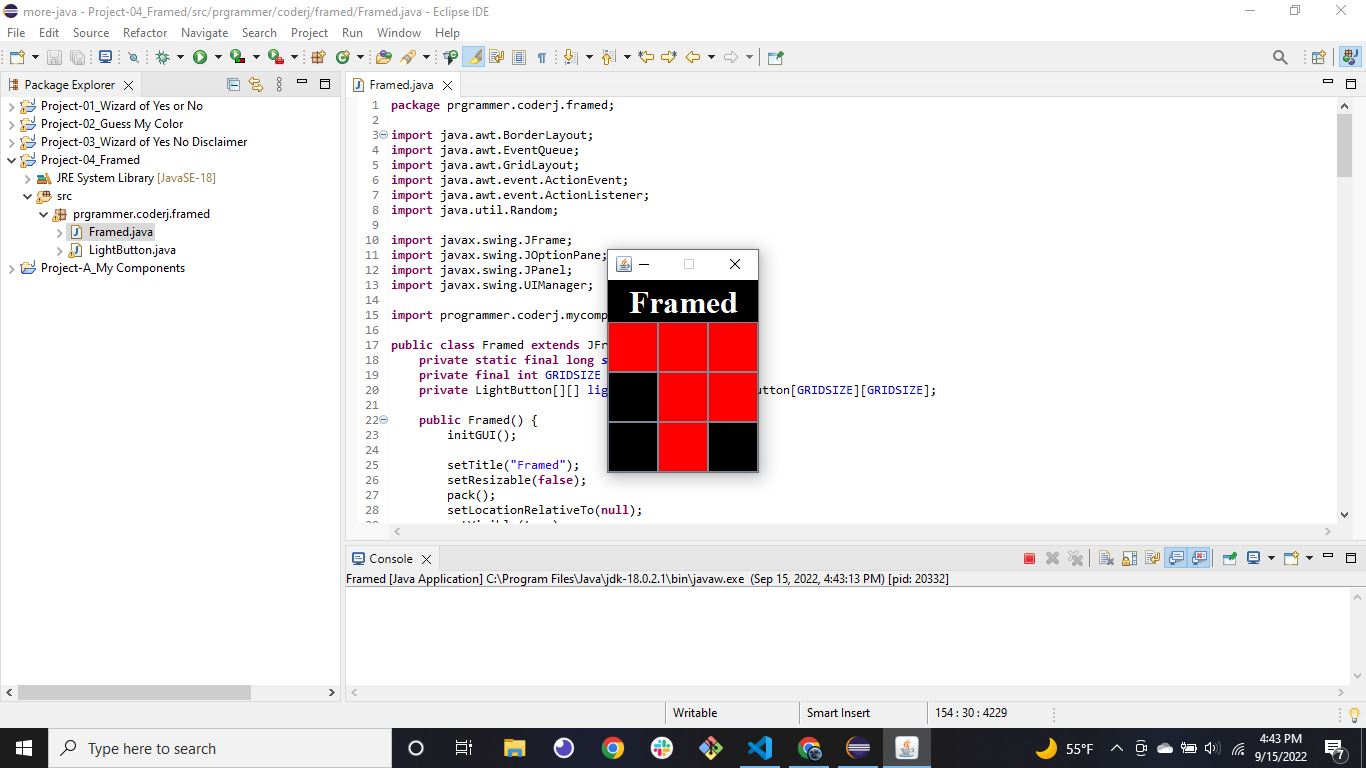 more-java - Project-04_Framed/src/prgrammer/coderj/framed/Framed.java - Eclipse IDE
File Edit Source Refactor Navigate Search Project Run Window Help
Package Explorer
Project-01_Wizard of Yes or No
Project-02_Guess My Color
Project-03_Wizard of Yes No Disclaimer
Project-04_Framed
JRE System Library [JavaSE-18]
src
prgrammer.coderj.framed
Framed.java
LightButton.java
Project-A_My Components
Framed.java
1 package prgrammer.coderj.framed;
2
3 import java.awt.BorderLayout;
4 import java.awt.EventQueue;
5 import java.awt.GridLayout;
6 import java.awt.event.ActionEvent;
7 import java.awt.event.ActionListener;
8 import java.util.Random;
9
10 import javax.swing.JFrame;
11 import javax.swing.JOptionPane;
12 import javax.swing.JPanel;
13 import javax.swing.UIManager;
14
15 import programmer.coderj.mycomp
16
17 public class Framed extends JFr
18 private static final long s
19 private final int GRIDSIZE
20 private LightButton[][] lig utton[GRIDSIZE][GRIDSIZE];
21
22 public Framed() {
23 initGUI();
24
25 setTitle("Framed");
26 setResizable(false);
27 pack();
28 setLocationRelativeTo(null);
Framed
Console
Framed [Java Application] C:\Program Files\Java\jdk-18.0.2.1\bin\javaw.exe (Sep 15, 2022, 4:43:13 PM) [pid: 20332]
Writable Smart Insert 154 : 30 : 4229
Type here to search
55°F
4:43 PM
9/15/2022
7